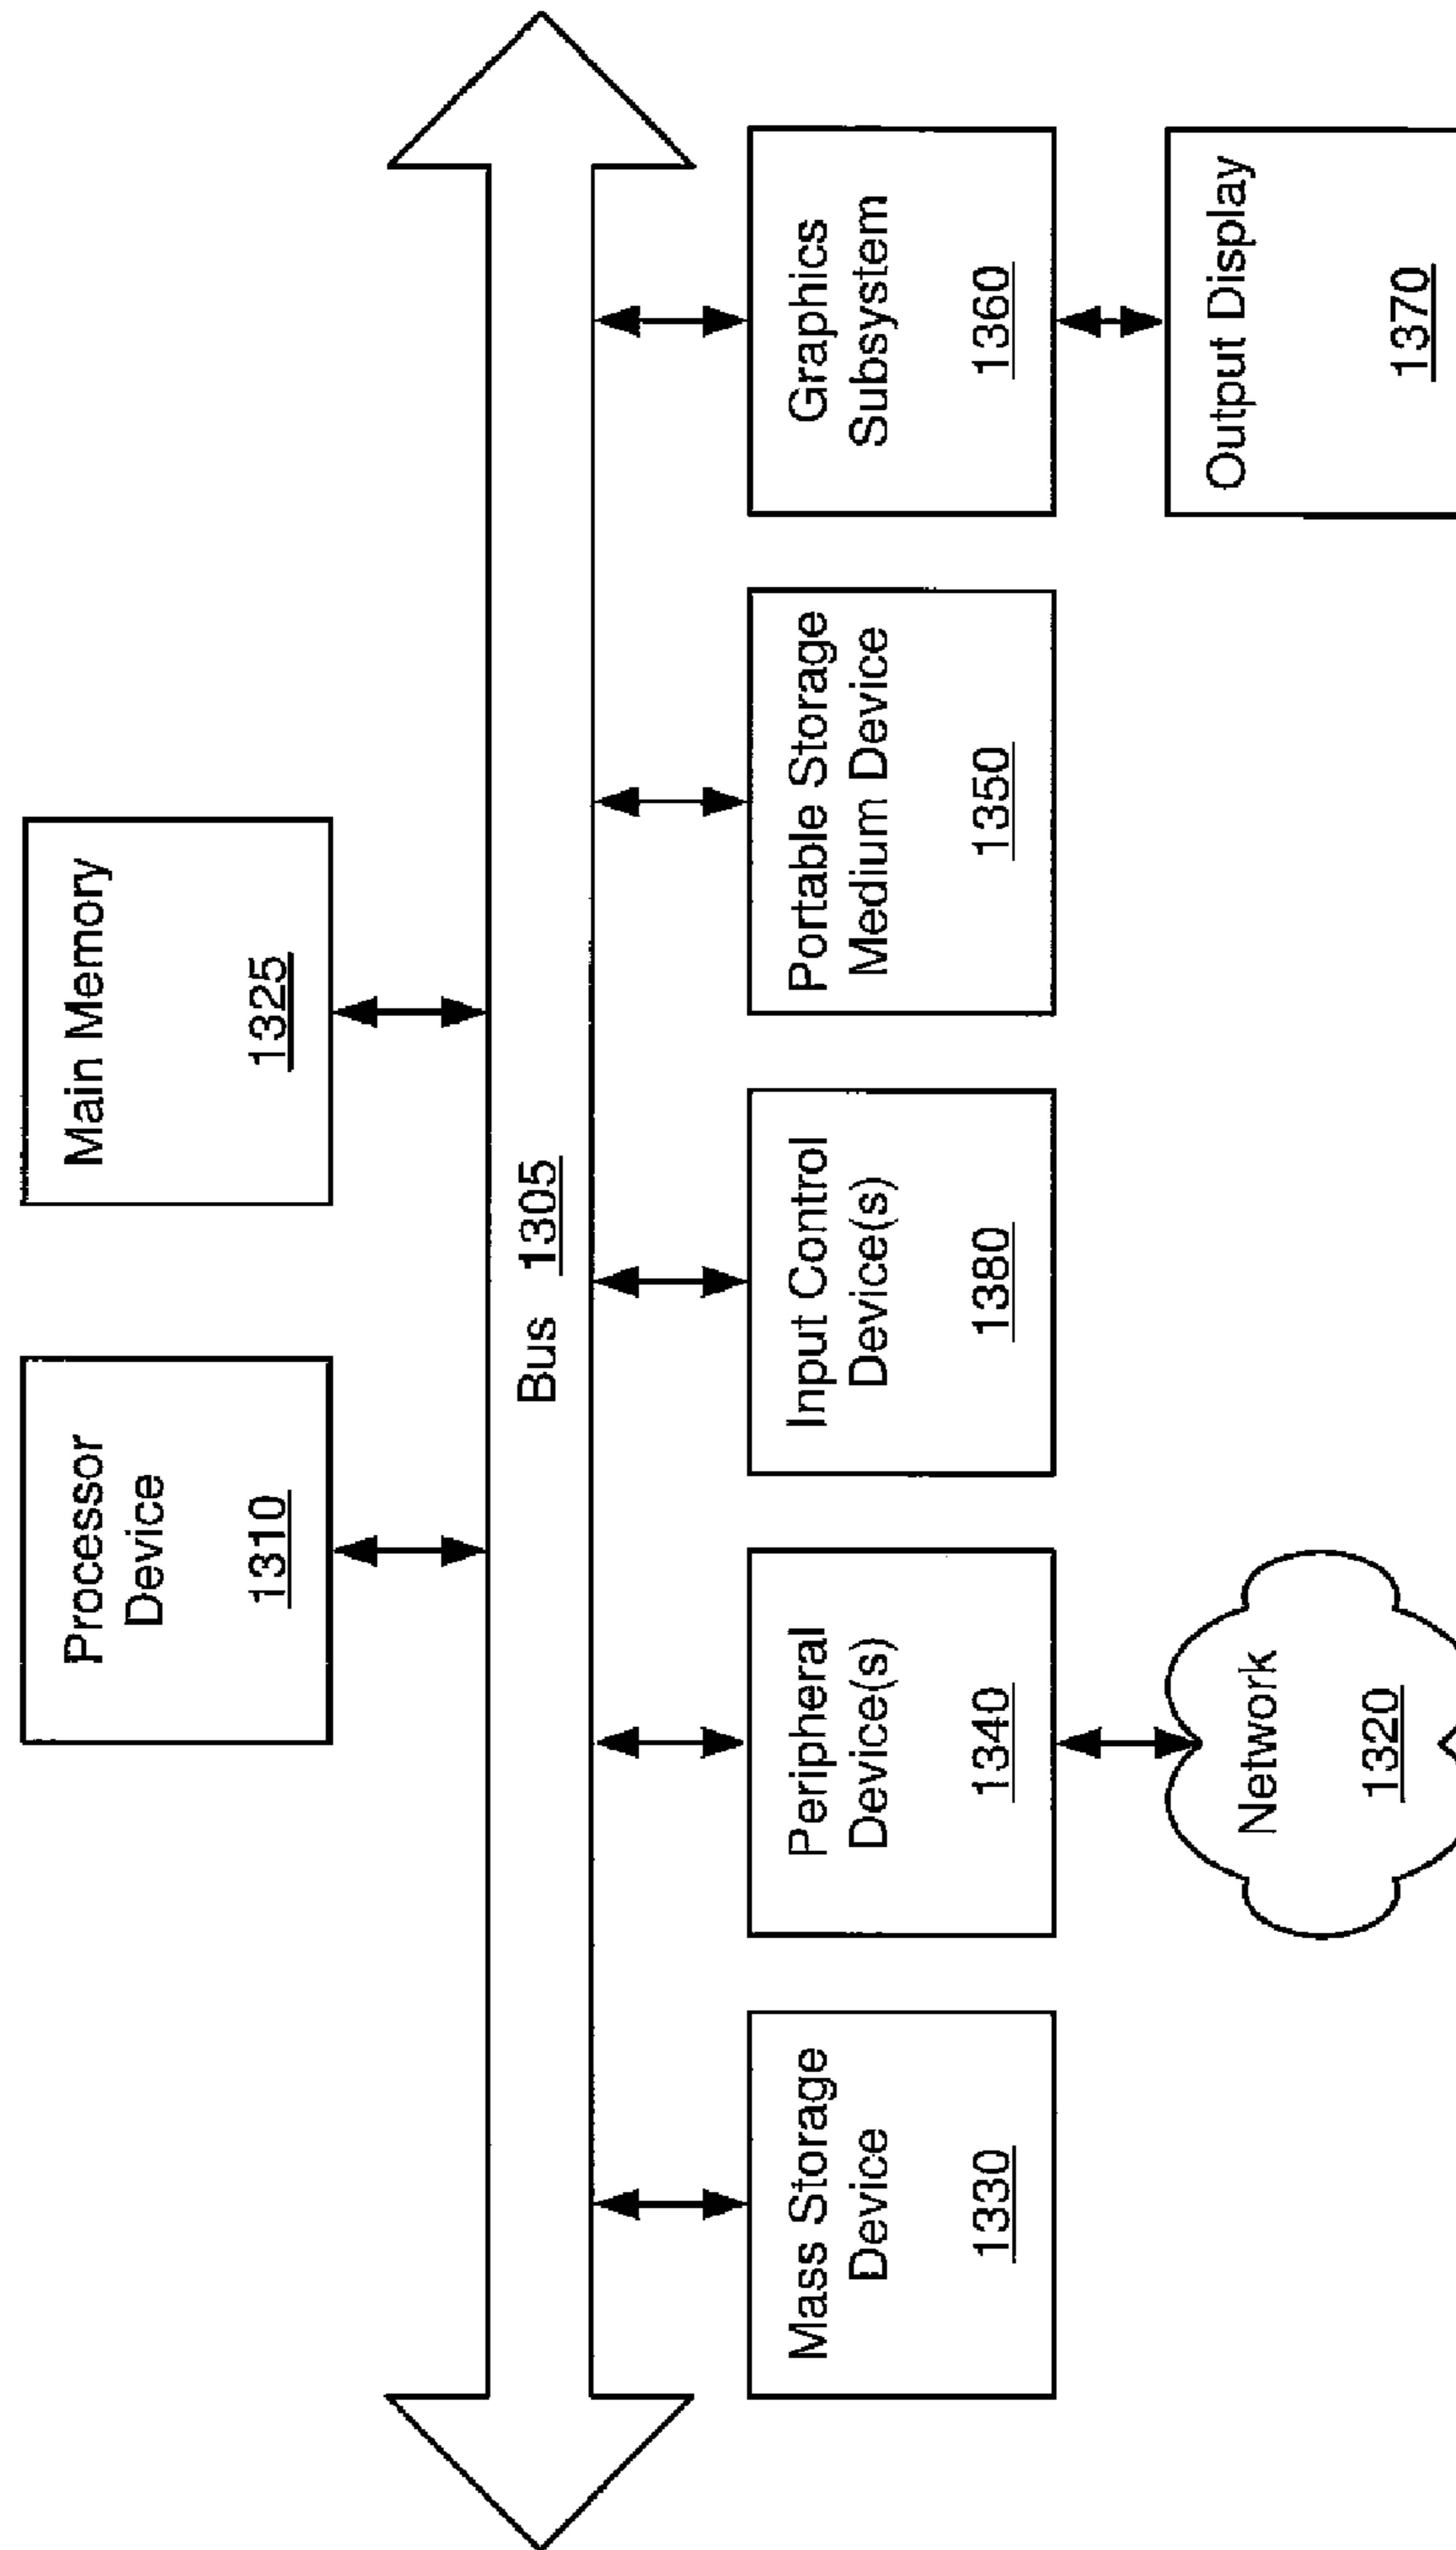 Processor
Device
1310
Main Memory
1325
Bus 1305
Mass Storage
Device
1330
Peripheral
Device(s)
1340
Input Control
Device(s)
1380
Portable Storage
Medium Device
1350
Graphics
Subsystem
1360
Network
1320
Output Display
1370